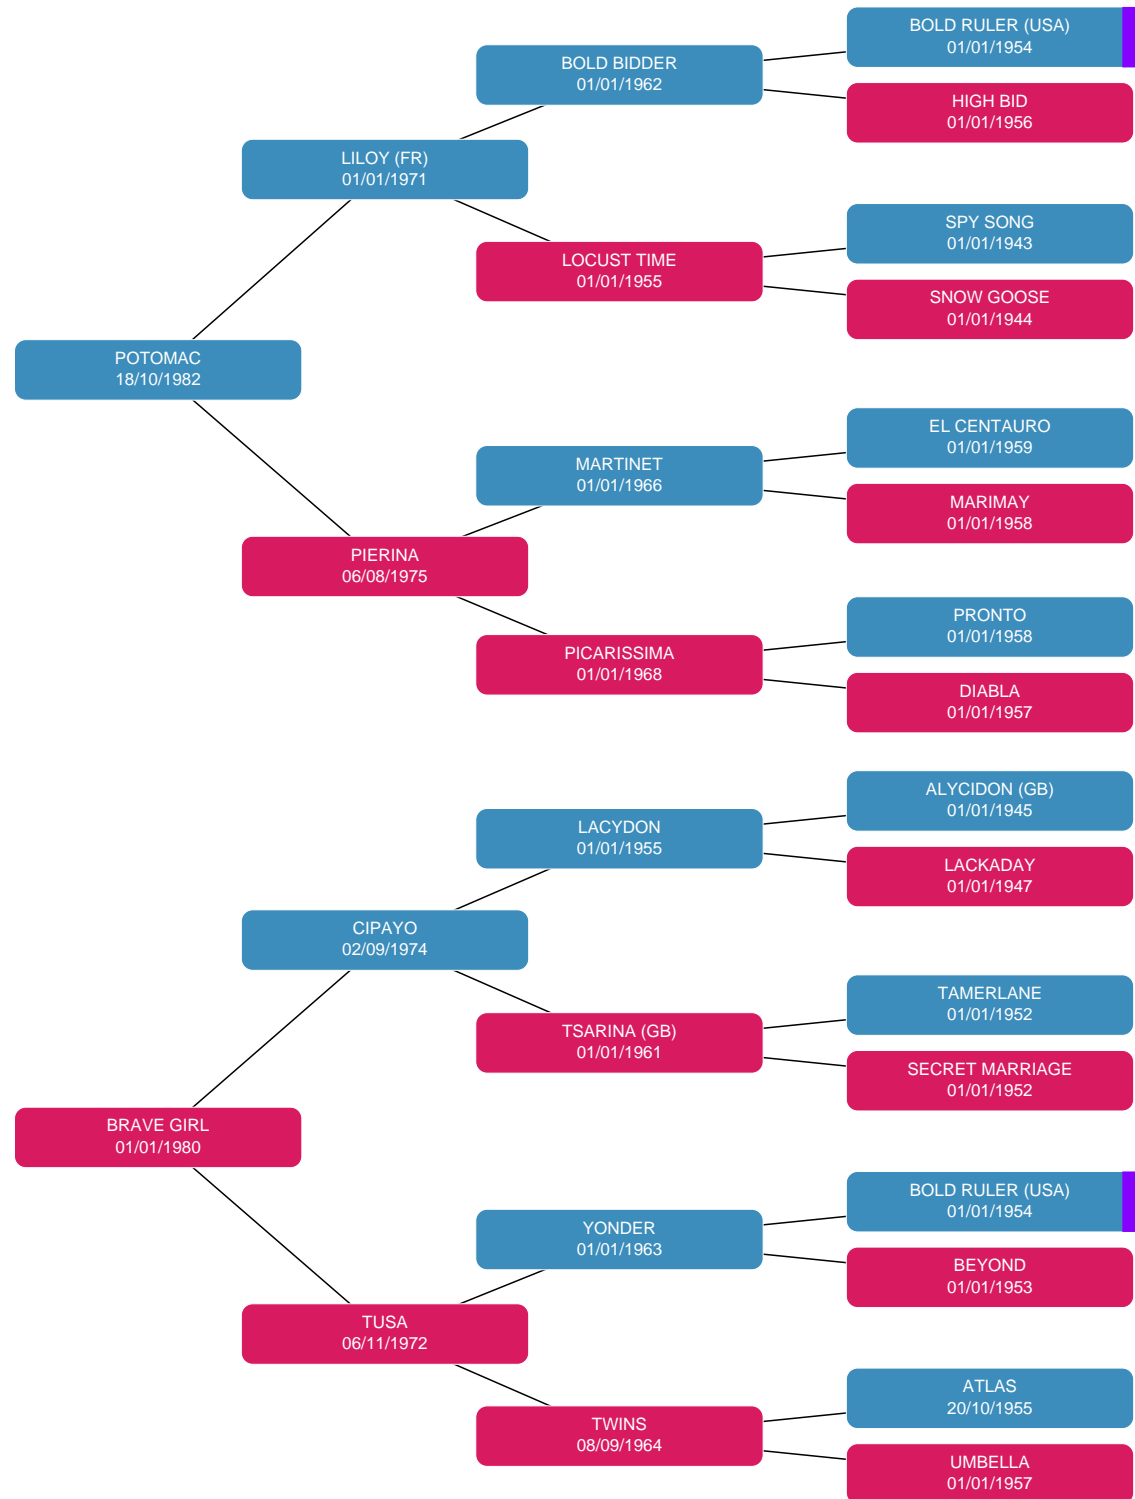 BOLD RULER (USA)
01/01/1954
BOLD BIDDER
01/01/1962
HIGH BID
01/01/1956
LILOY (FR)
01/01/1971
SPY SONG
01/01/1943
LOCUST TIME
01/01/1955
SNOW GOOSE
01/01/1944
POTOMAC
18/10/1982
EL CENTAURO
01/01/1959
MARTINET
01/01/1966
MARIMAY
01/01/1958
PIERINA
06/08/1975
PRONTO
01/01/1958
PICARISSIMA
01/01/1968
DIABLA
01/01/1957
ALYCIDON (GB)
01/01/1945
LACYDON
01/01/1955
LACKADAY
01/01/1947
CIPAYO
02/09/1974
TAMERLANE
01/01/1952
TSARINA (GB)
01/01/1961
SECRET MARRIAGE
01/01/1952
BRAVE GIRL
01/01/1980
BOLD RULER (USA)
01/01/1954
YONDER
01/01/1963
BEYOND
01/01/1953
TUSA
06/11/1972
ATLAS
20/10/1955
TWINS
08/09/1964
UMBELLA
01/01/1957